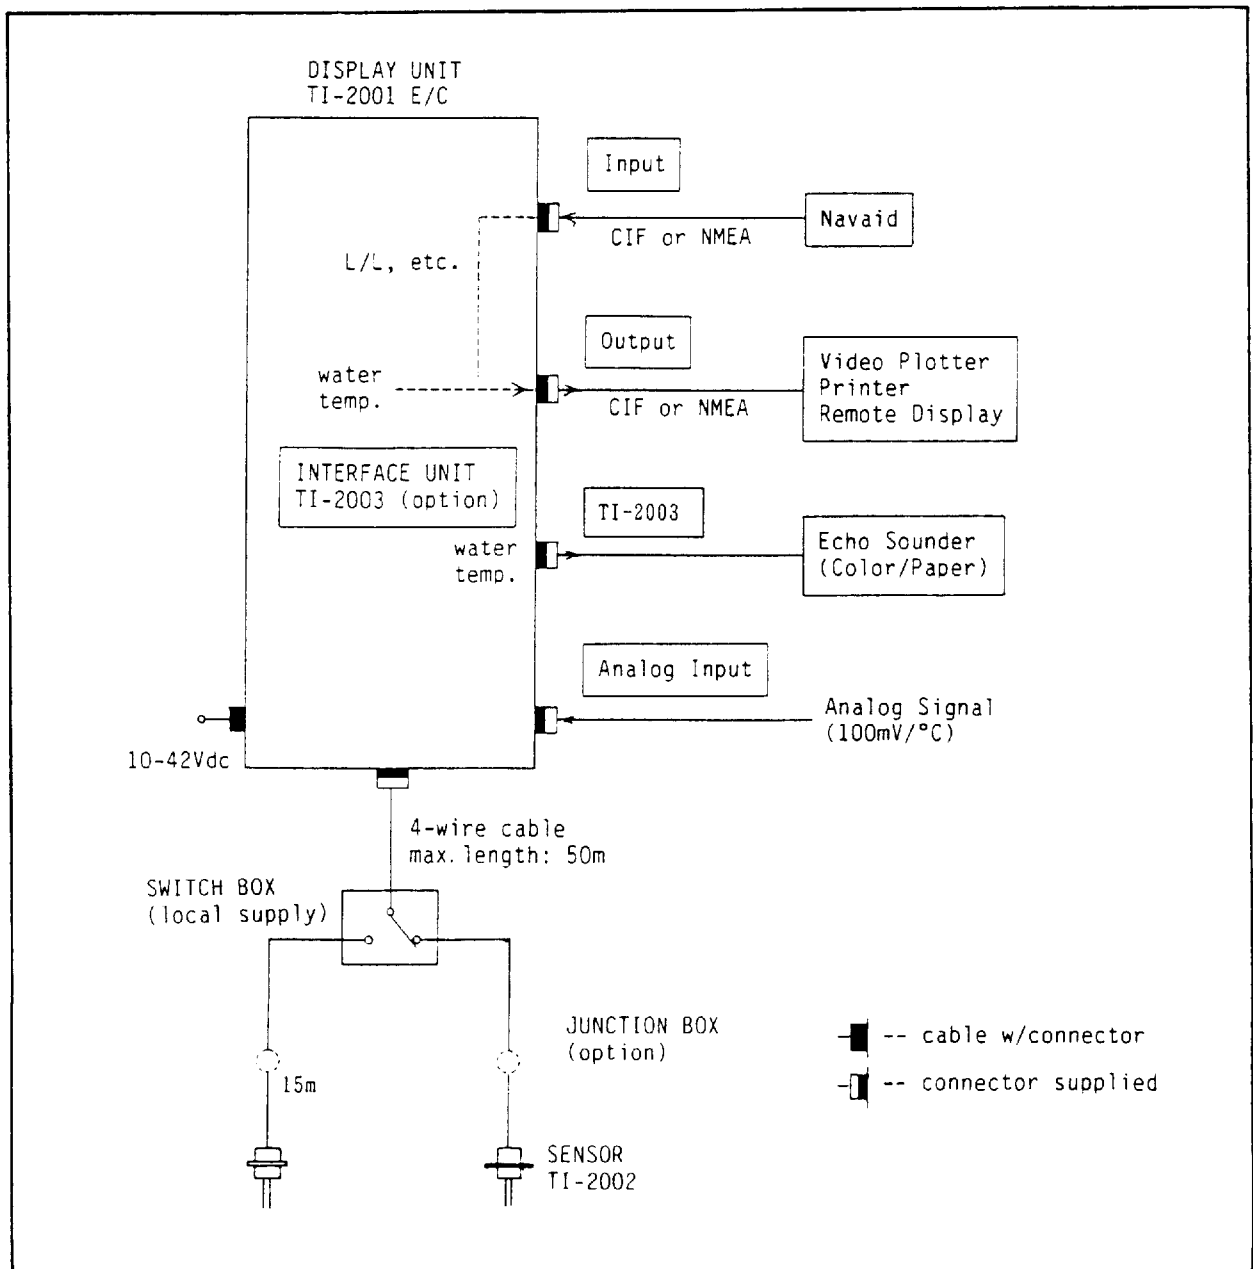 DISPLAY UNIT
TI-2001 E/C
Input
Navaid
CIF or NMEA
L/L, etc.
Output
Video Plotter
Printer
Remote Display
water
temp.
CIF or NMEA
INTERFACE UNIT
TI-2003 (option)
TI-2003
Echo Sounder
(Color/Paper)
water
temp.
Analog Input
Analog Signal
(100mV/°C)
10-42Vdc
4-wire cable
max. length: 50m
SWITCH BOX
(local supply)
JUNCTION BOX
(option)
15m
-- cable w/connector
-- connector supplied
SENSOR
TI-2002